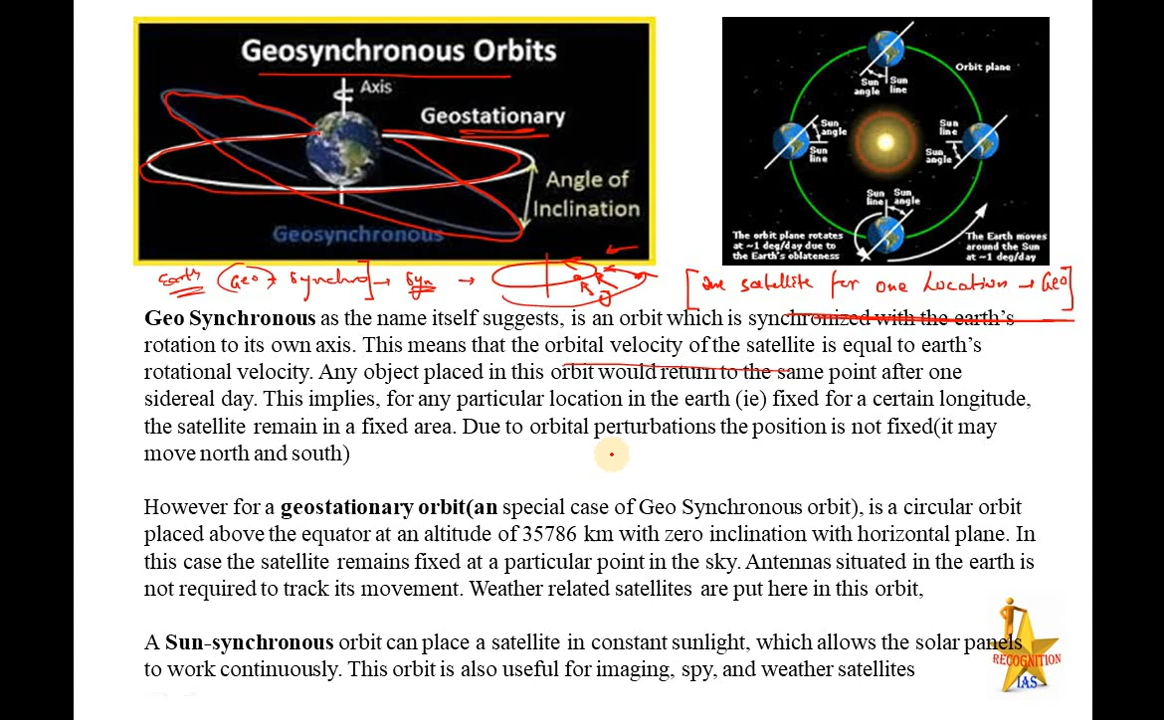 Geosynchronous Orbits
Axis
Geostationary
Angle of
Inclination
Geosynchronous
Orbit plane
Sun Sun
angle line
Sun
angle
Sun
line
Sun
line
Sun
angle
Sun Sun
line angle
The orbit plane rotates
at ~1 deg/day due to
the Earth's oblateness
The Earth moves
around the Sun
at ~1 deg/day
Earth (Geo) + Synchro] → Syn →
[One satellite for one Location → Geo]
Geo Synchronous as the name itself suggests, is an orbit which is synchronized with the earth's
rotation to its own axis. This means that the orbital velocity of the satellite is equal to earth's
rotational velocity. Any object placed in this orbit would return to the same point after one
sidereal day. This implies, for any particular location in the earth (ie) fixed for a certain longitude,
the satellite remain in a fixed area. Due to orbital perturbations the position is not fixed(it may
move north and south)
However for a geostationary orbit(an special case of Geo Synchronous orbit), is a circular orbit
placed above the equator at an altitude of 35786 km with zero inclination with horizontal plane. In
this case the satellite remains fixed at a particular point in the sky. Antennas situated in the earth is
not required to track its movement. Weather related satellites are put here in this orbit,
A Sun-synchronous orbit can place a satellite in constant sunlight, which allows the solar panels
to work continuously. This orbit is also useful for imaging, spy, and weather satellites
RECOGNITION
IAS